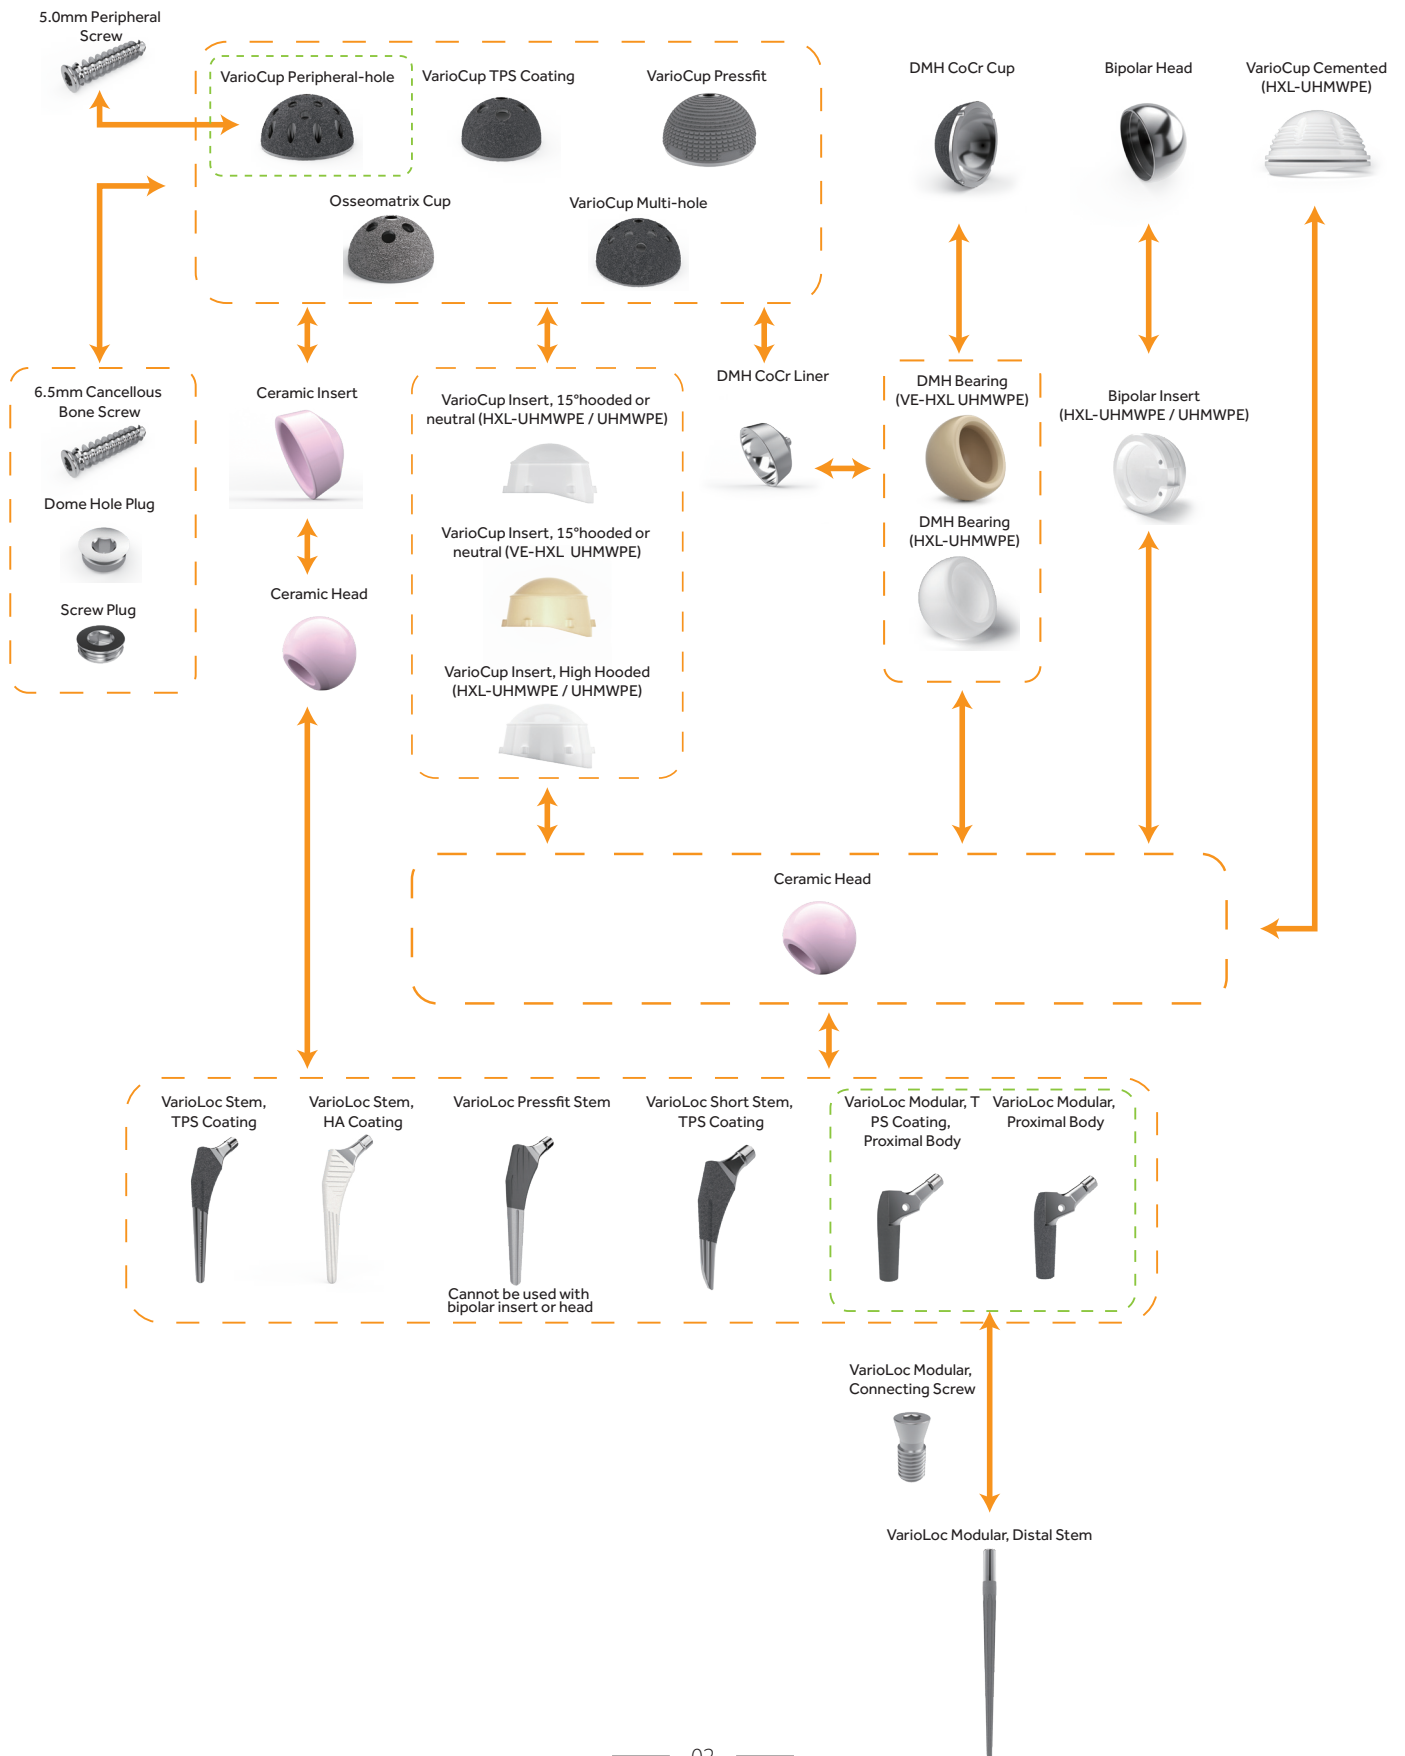 5.0mm Peripheral
Screw
VarioCup Peripheral-hole
VarioCup TPS Coating
VarioCup Pressfit
DMH CoCr Cup
Bipolar Head
VarioCup Cemented
(HXL-UHMWPE)
Osseomatrix Cup
VarioCup Multi-hole
6.5mm Cancellous
Bone Screw
Dome Hole Plug
Screw Plug
Ceramic Insert
Ceramic Head
VarioCup Insert, 15°hooded or
neutral (HXL-UHMWPE / UHMWPE)
VarioCup Insert, 15°hooded or
neutral (VE-HXL UHMWPE)
VarioCup Insert, High Hooded
(HXL-UHMWPE / UHMWPE)
DMH CoCr Liner
DMH Bearing
(VE-HXL UHMWPE)
DMH Bearing
(HXL-UHMWPE)
Bipolar Insert
(HXL-UHMWPE / UHMWPE)
Ceramic Head
VarioLoc Stem,
TPS Coating
VarioLoc Stem,
HA Coating
VarioLoc Pressfit Stem
Cannot be used with
bipolar insert or head
VarioLoc Short Stem,
TPS Coating
VarioLoc Modular, T
PS Coating,
Proximal Body
VarioLoc Modular,
Proximal Body
VarioLoc Modular,
Connecting Screw
VarioLoc Modular, Distal Stem
02